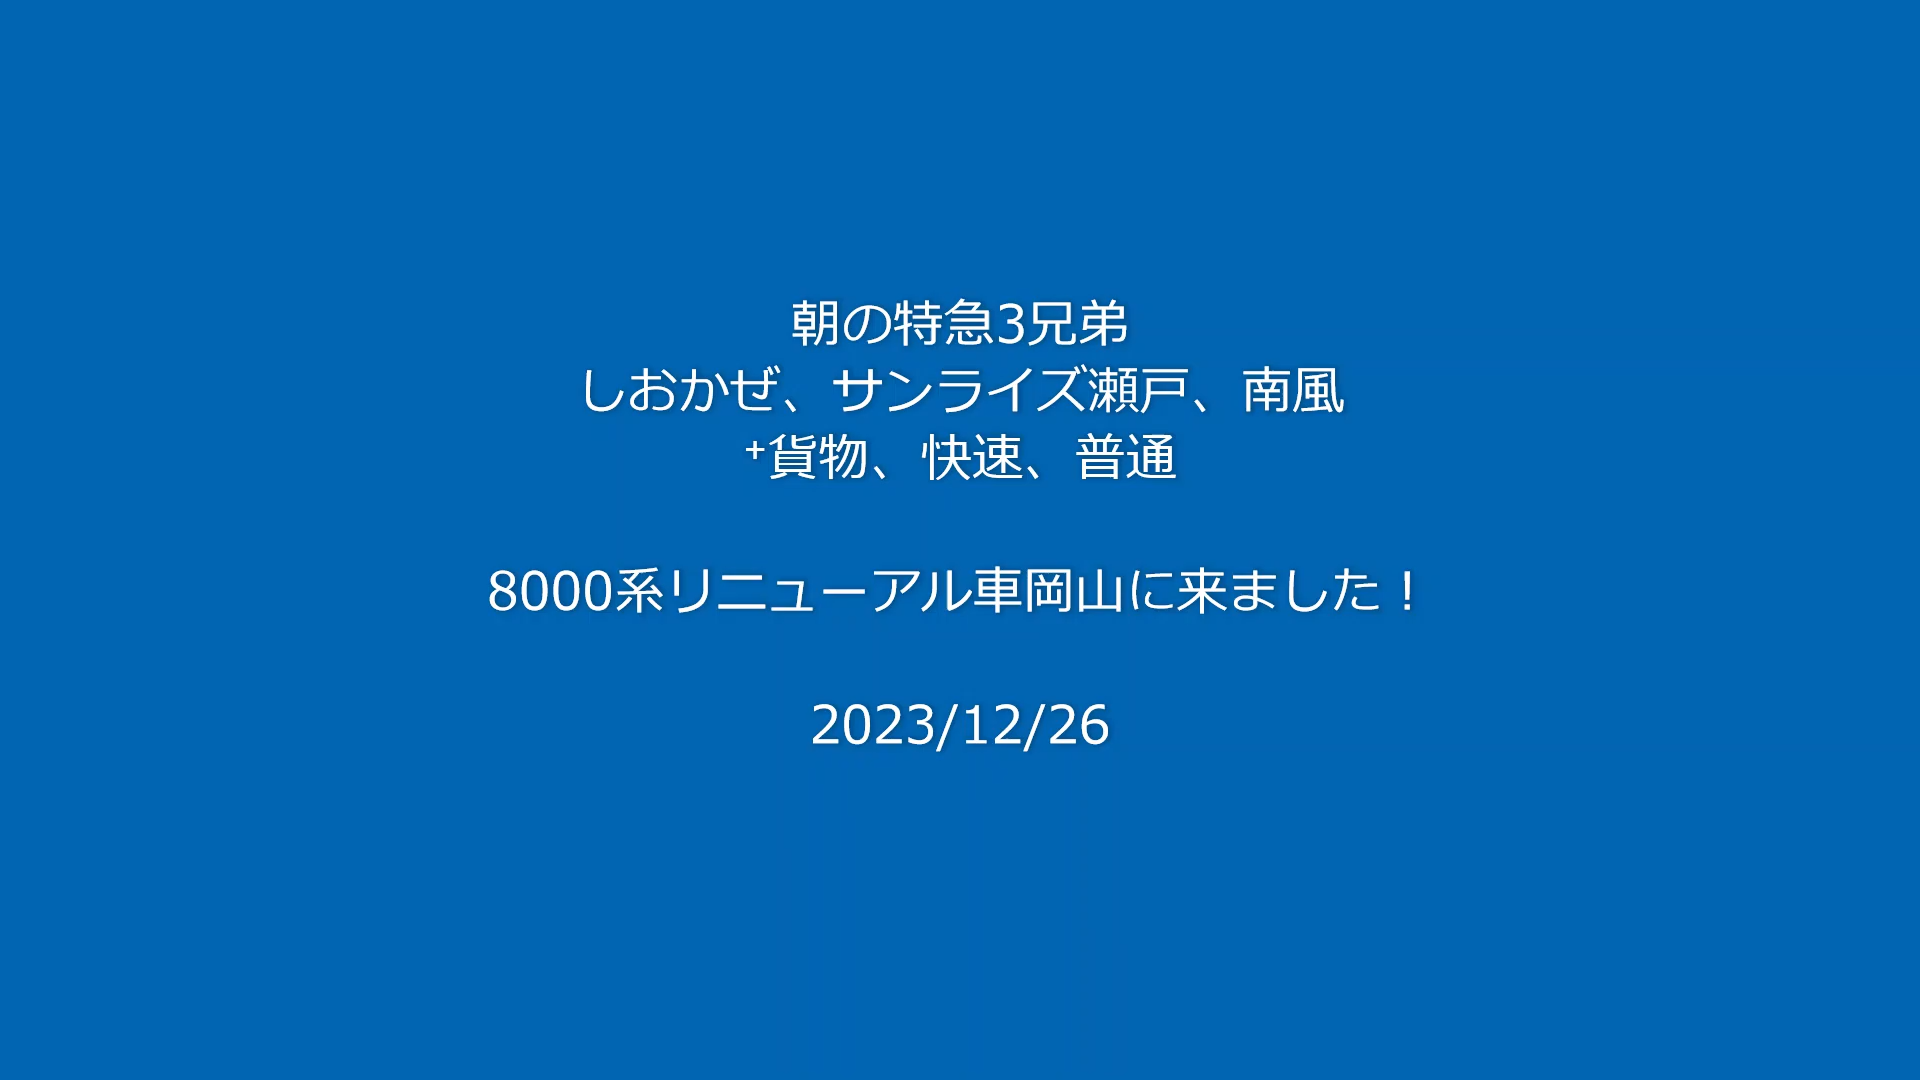 朝の特急3兄弟
しおかぜ、サンライズ瀬戸、南風
⁺貨物、快速、普通
8000系リニューアル車岡山に来ました！
2023/12/26